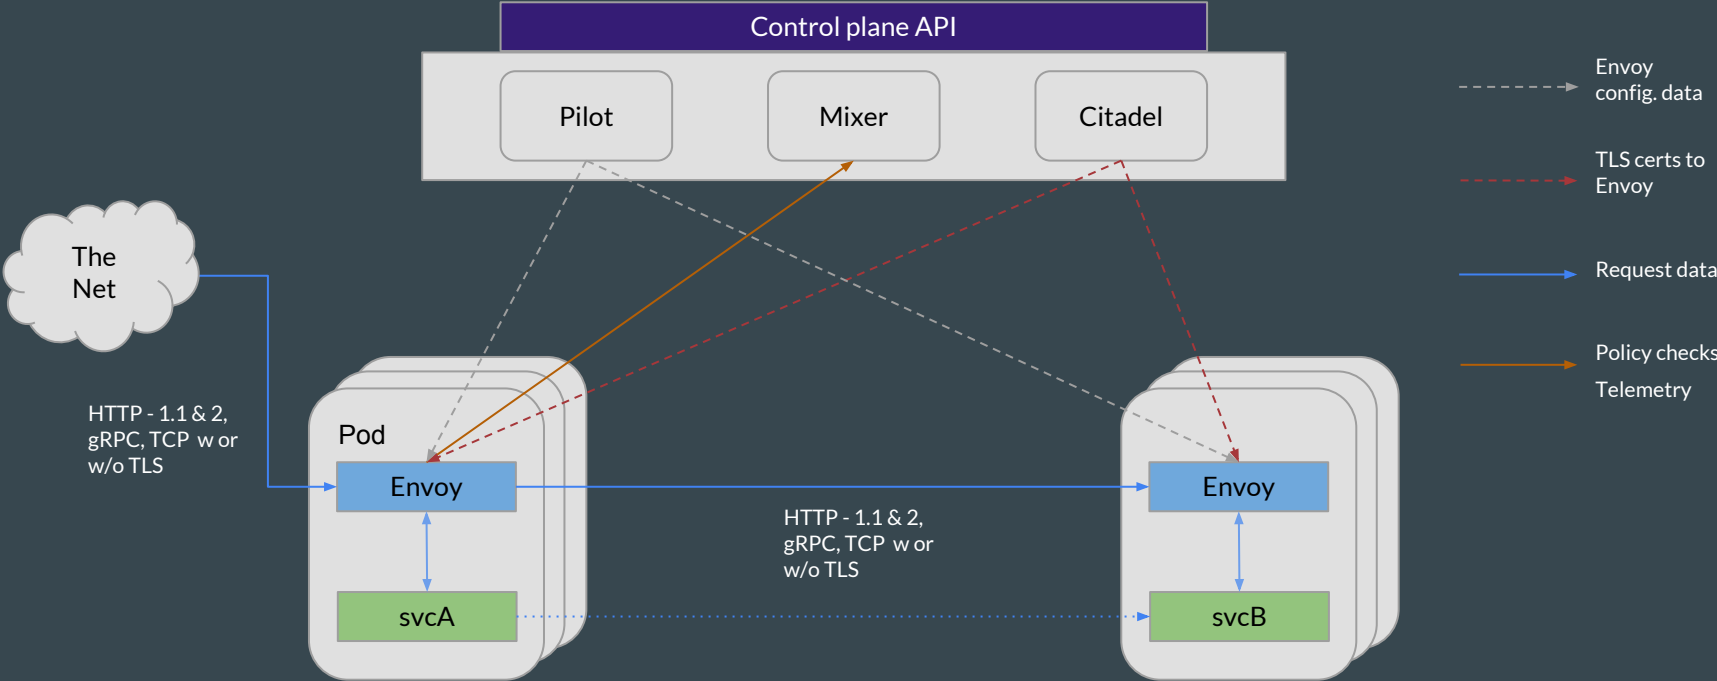 Control plane API
Pilot
Mixer
Citadel
Envoy
config. data
TLS certs to
Envoy
Request data
Policy checks
Telemetry
The
Net
HTTP - 1.1 & 2,
gRPC, TCP w or
w/o TLS
Pod
Envoy
Envoy
HTTP - 1.1 & 2,
gRPC, TCP w or
w/o TLS
svcA
svcB